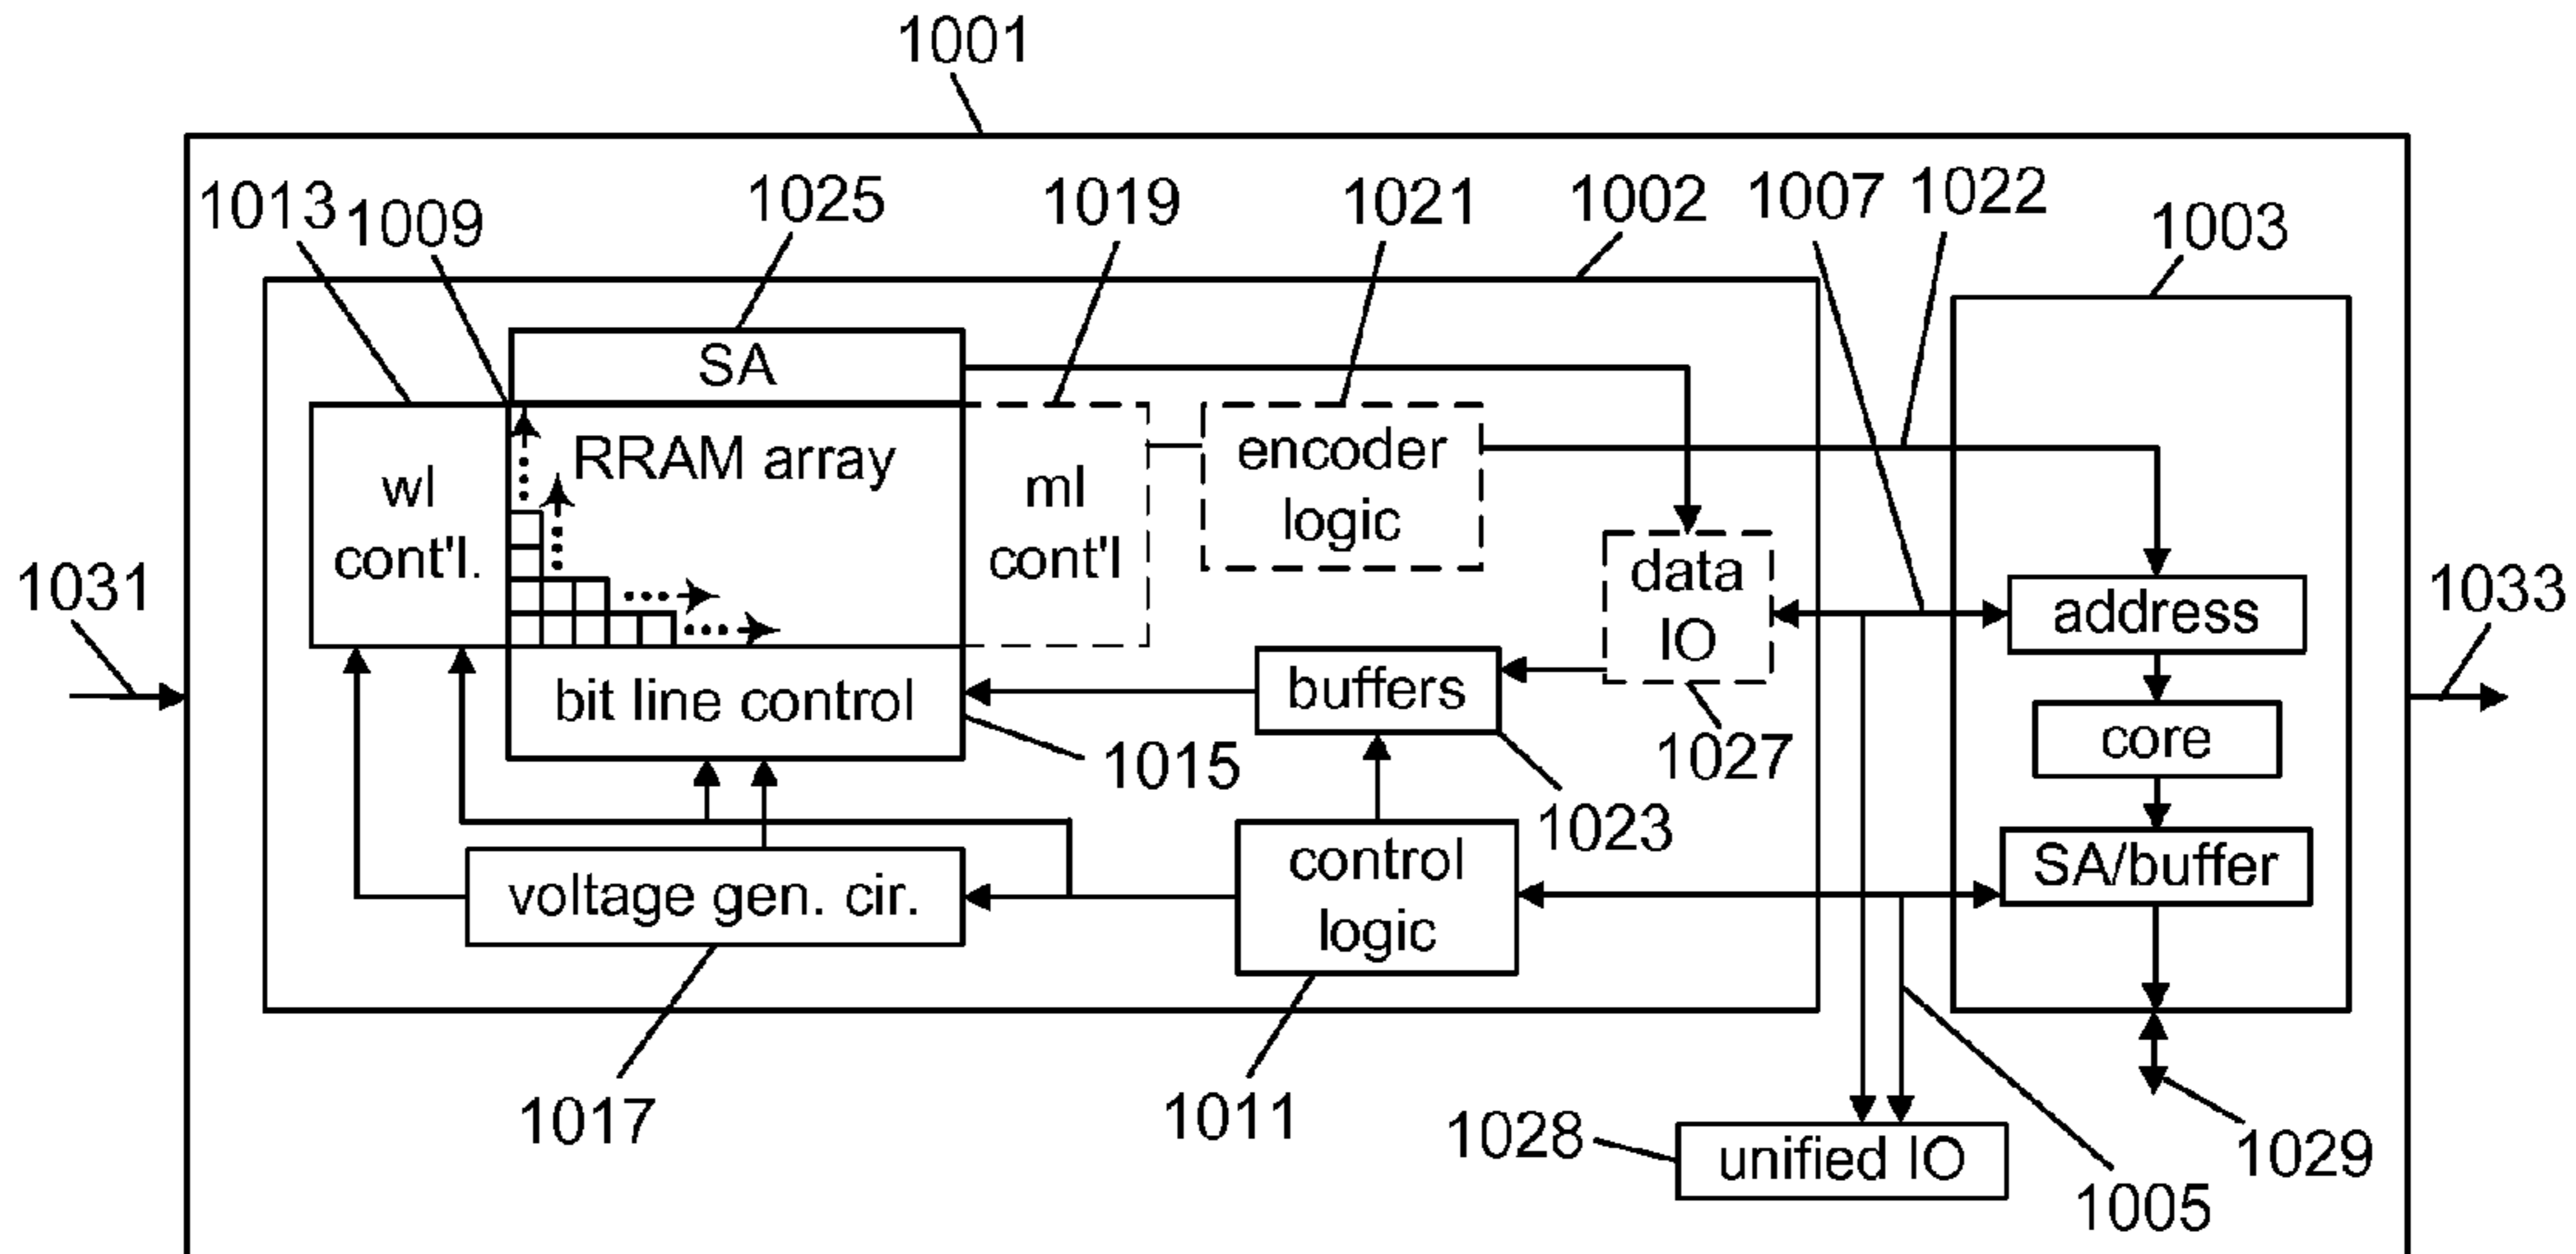 1001
1013
1009
1025
1019
1021
1002
1007
1022
1003
SA
RRAM array
wl
cont'l.
ml
cont'l
encoder
logic
data
IO
address
1031
1033
bit line control
buffers
core
1015
1027
1023
voltage gen. cir.
control
logic
SA/buffer
1017
1011
1028
unified IO
1029
1005